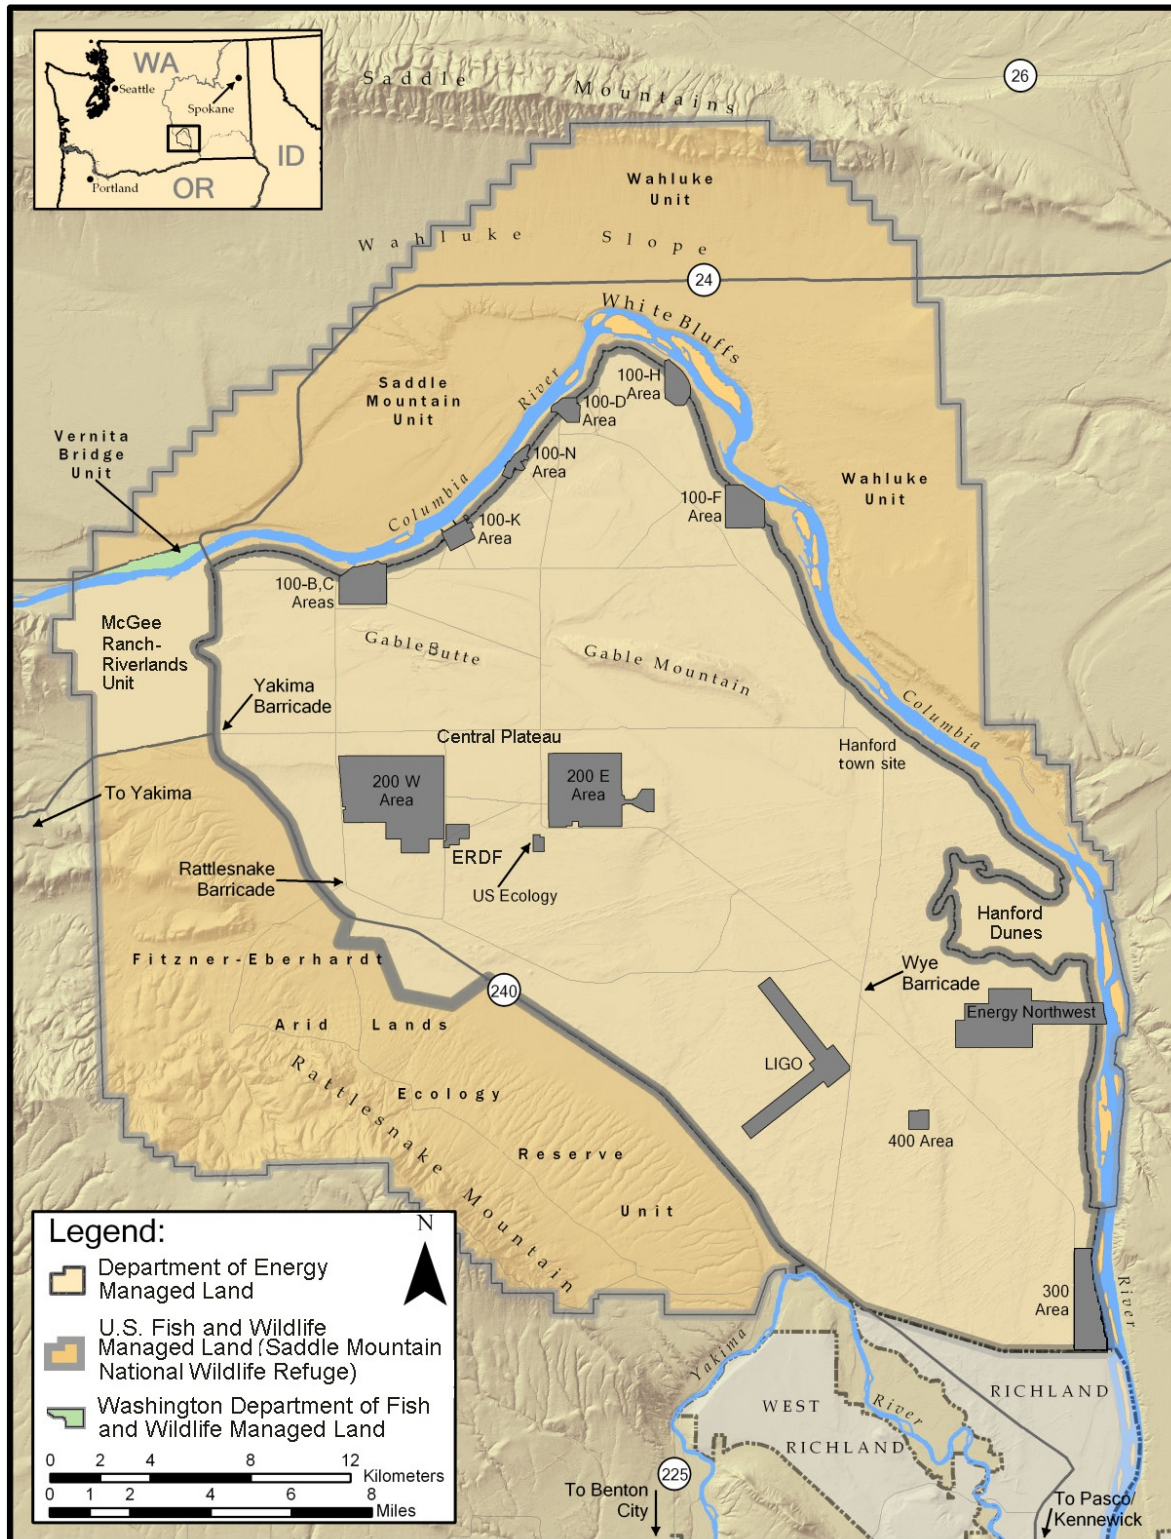 WA
Seattle
Spokane
ID
Portland
OR
Saddle
Mountains
26
Wahluke
Unit
Wahluke Slope
24
White Bluffs
Saddle
Mountain
Unit
River
Columbia
100-H
Area
100-D
Area
100-N
Area
100-K
Area
Vernita
Bridge
Unit
100-F
Area
Wahluke
Unit
100-B,C
Areas
McGee
Ranch-
Riverlands
Unit
Gable Butte
Gable Mountain
Yakima
Barricade
Columbia
Central Plateau
Hanford
town site
To Yakima
200 W
Area
200 E
Area
ERDF
Rattlesnake
Barricade
US Ecology
Hanford
Dunes
Fitzner-Eberhardt
Arid Lands
Ecology
Reserve
Unit
240
Wye
Barricade
Energy Northwest
LIGO
400 Area
Rattlesnake Mountain
300
Area
River
Yakima
River
WEST
RICHLAND
RICHLAND
225
To Benton
City
To Pasco/
Kennewick
Legend:
N
Department of Energy
Managed Land
U.S. Fish and Wildlife
Managed Land (Saddle Mountain
National Wildlife Refuge)
Washington Department of Fish
and Wildlife Managed Land
0 2 4 8 12
Kilometers
0 1 2 4 6 8
Miles